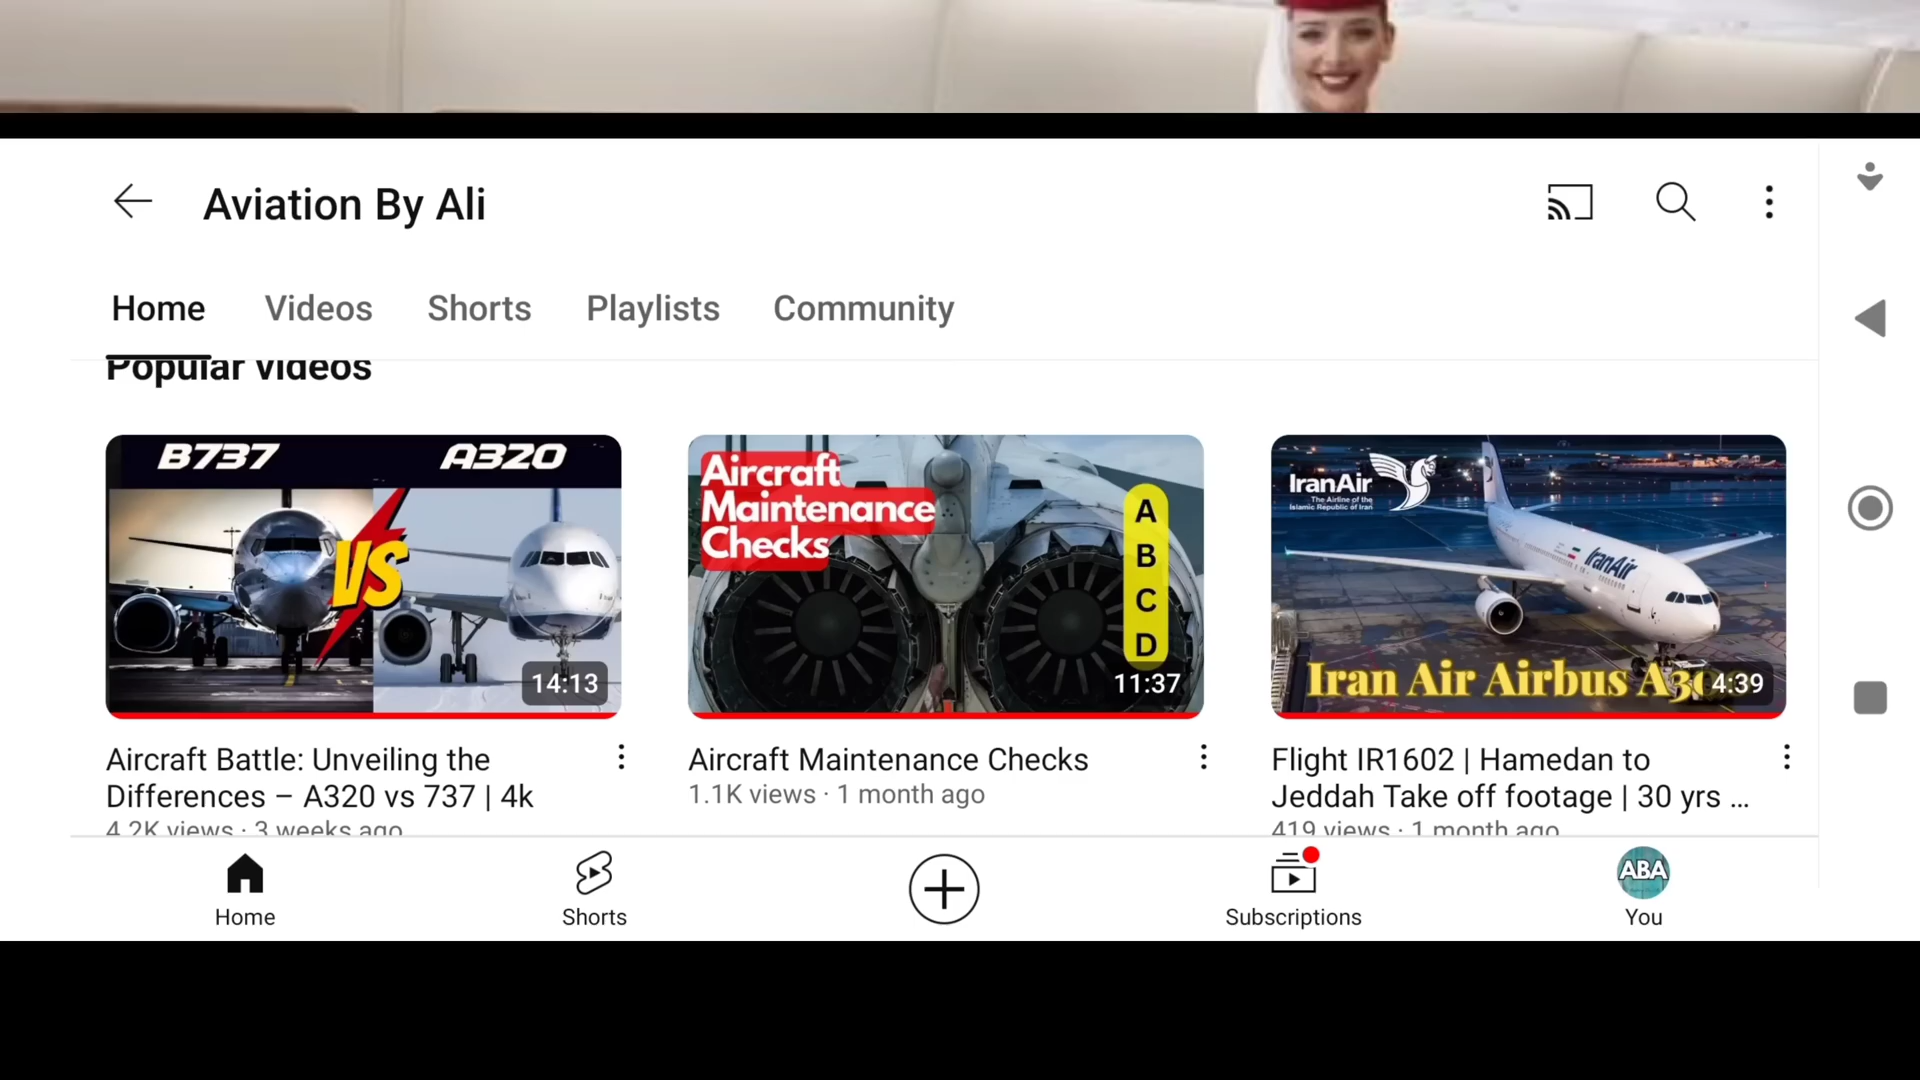 Aviation By Ali
Home Videos Shorts Playlists Community
Popular videos
B737 A320
VS
14:13
Aircraft
Maintenance
Checks
A
B
C
D
11:37
IranAir
The Airline of the
Islamic Republic of Iran
IranAir
Iran Air Airbus A30
4:39
Aircraft Battle: Unveiling the
Differences – A320 vs 737 | 4k
4.2K views · 3 weeks ago
Aircraft Maintenance Checks
1.1K views · 1 month ago
Flight IR1602 | Hamedan to
Jeddah Take off footage | 30 yrs ...
419 views · 1 month ago
Home
Shorts
Subscriptions
ABA
You